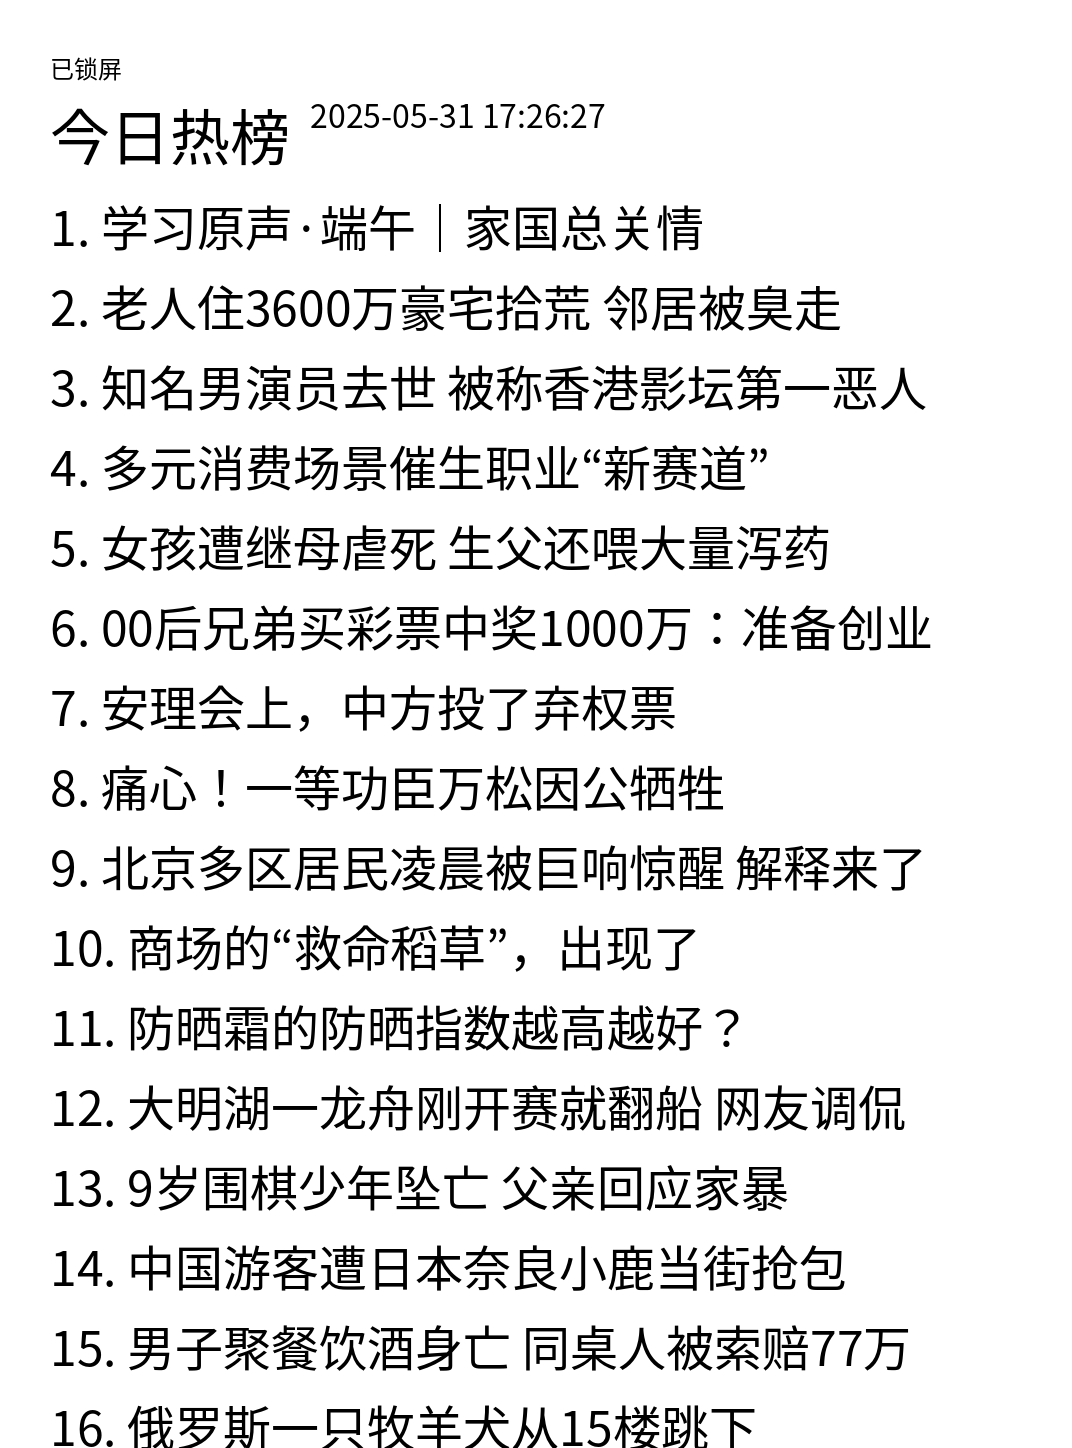 已锁屏
今日热榜 2025-05-31 17:26:27
1. 学习原声·端午｜家国总关情
2. 老人住3600万豪宅拾荒 邻居被臭走
3. 知名男演员去世 被称香港影坛第一恶人
4. 多元消费场景催生职业“新赛道”
5. 女孩遭继母虐死 生父还喂大量泻药
6. 00后兄弟买彩票中奖1000万：准备创业
7. 安理会上，中方投了弃权票
8. 痛心！一等功臣万松因公牺牲
9. 北京多区居民凌晨被巨响惊醒 解释来了
10. 商场的“救命稻草”，出现了
11. 防晒霜的防晒指数越高越好？
12. 大明湖一龙舟刚开赛就翻船 网友调侃
13. 9岁围棋少年坠亡 父亲回应家暴
14. 中国游客遭日本奈良小鹿当街抢包
15. 男子聚餐饮酒身亡 同桌人被索赔77万
16. 俄罗斯一只牧羊犬从15楼跳下